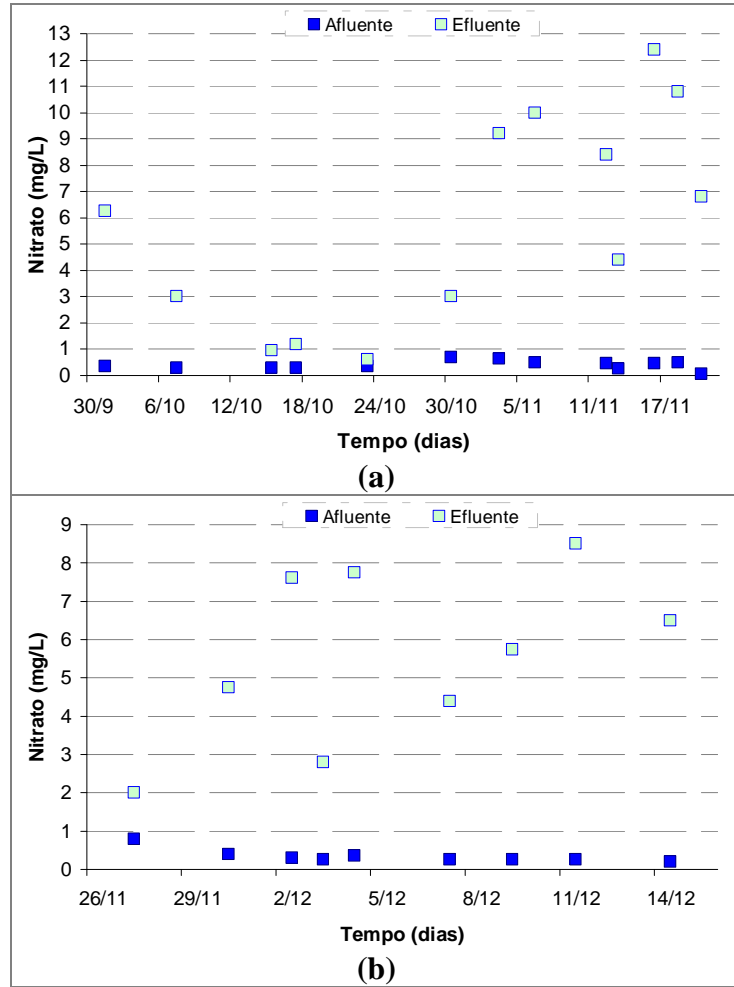 Afluente Efluente
Nitrato (mg/L)
13
12
11
10
9
8
7
6
5
4
3
2
1
0
30/9 6/10 12/10 18/10 24/10 30/10 5/11 11/11 17/11
Tempo (dias)
(a)
Afluente Efluente
Nitrato (mg/L)
9
8
7
6
5
4
3
2
1
0
26/11 29/11 2/12 5/12 8/12 11/12 14/12
Tempo (dias)
(b)